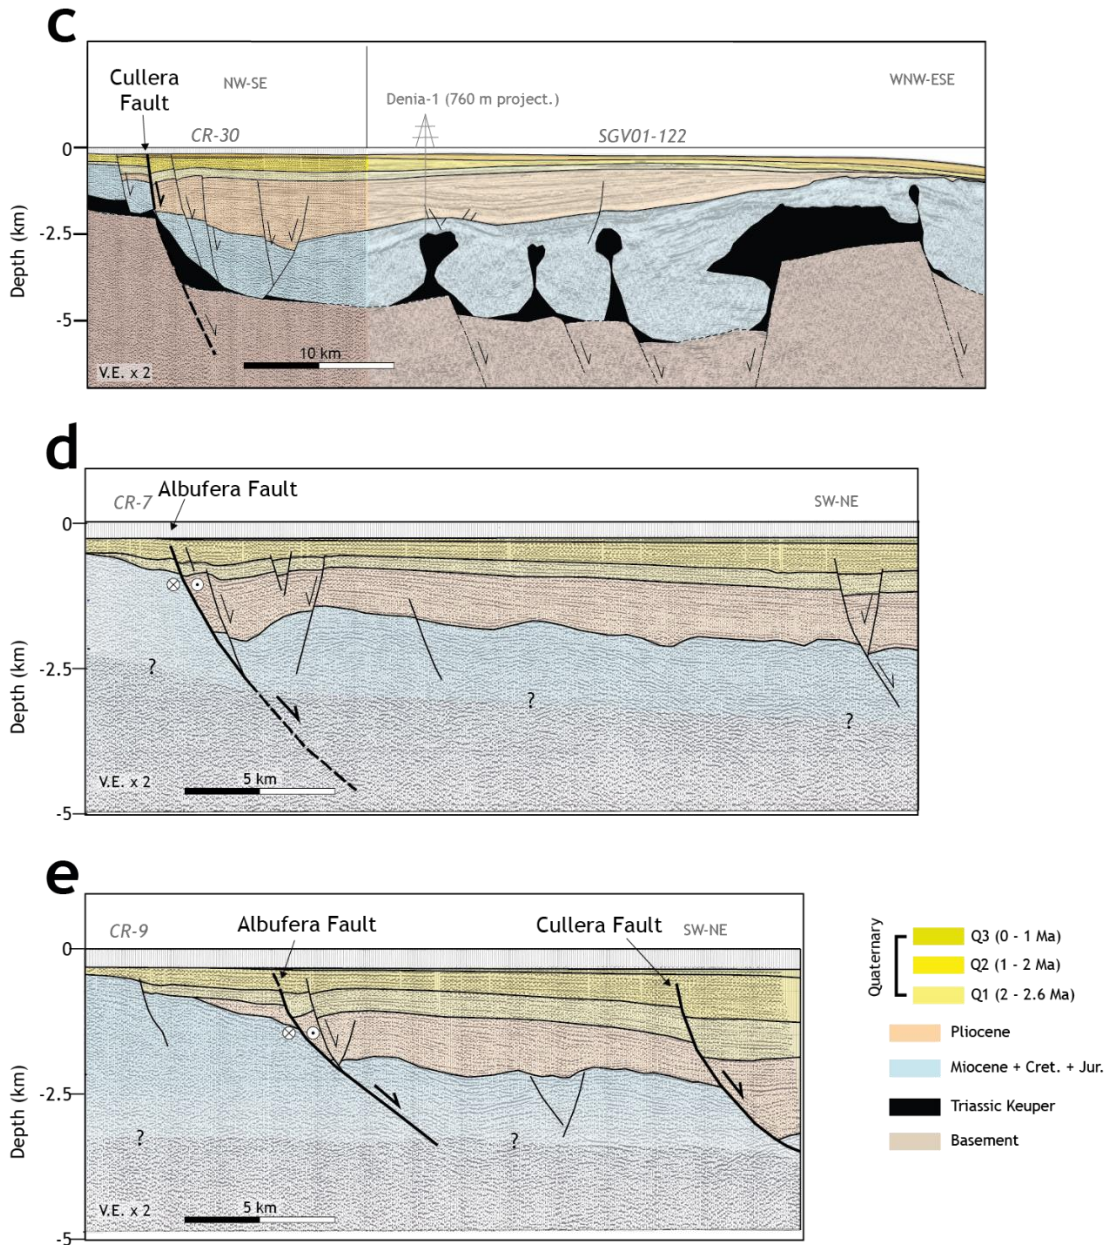 c
Cullera
Fault
NW-SE
WNW-ESE
Denia-1 (760 m project.)
CR-30
SGV01-122
0
-2.5
-5
Depth (km)
10 km
V.E. x 2
d
CR-7
Albufera Fault
SW-NE
0
-2.5
-5
Depth (km)
?
?
?
V.E. x 2
5 km
e
CR-9
Albufera Fault
Cullera Fault
SW-NE
0
-2.5
-5
Depth (km)
?
?
V.E. x 2
5 km
Quaternary
Q3 (0 - 1 Ma)
Q2 (1 - 2 Ma)
Q1 (2 - 2.6 Ma)
Pliocene
Miocene + Cret. + Jur.
Triassic Keuper
Basement